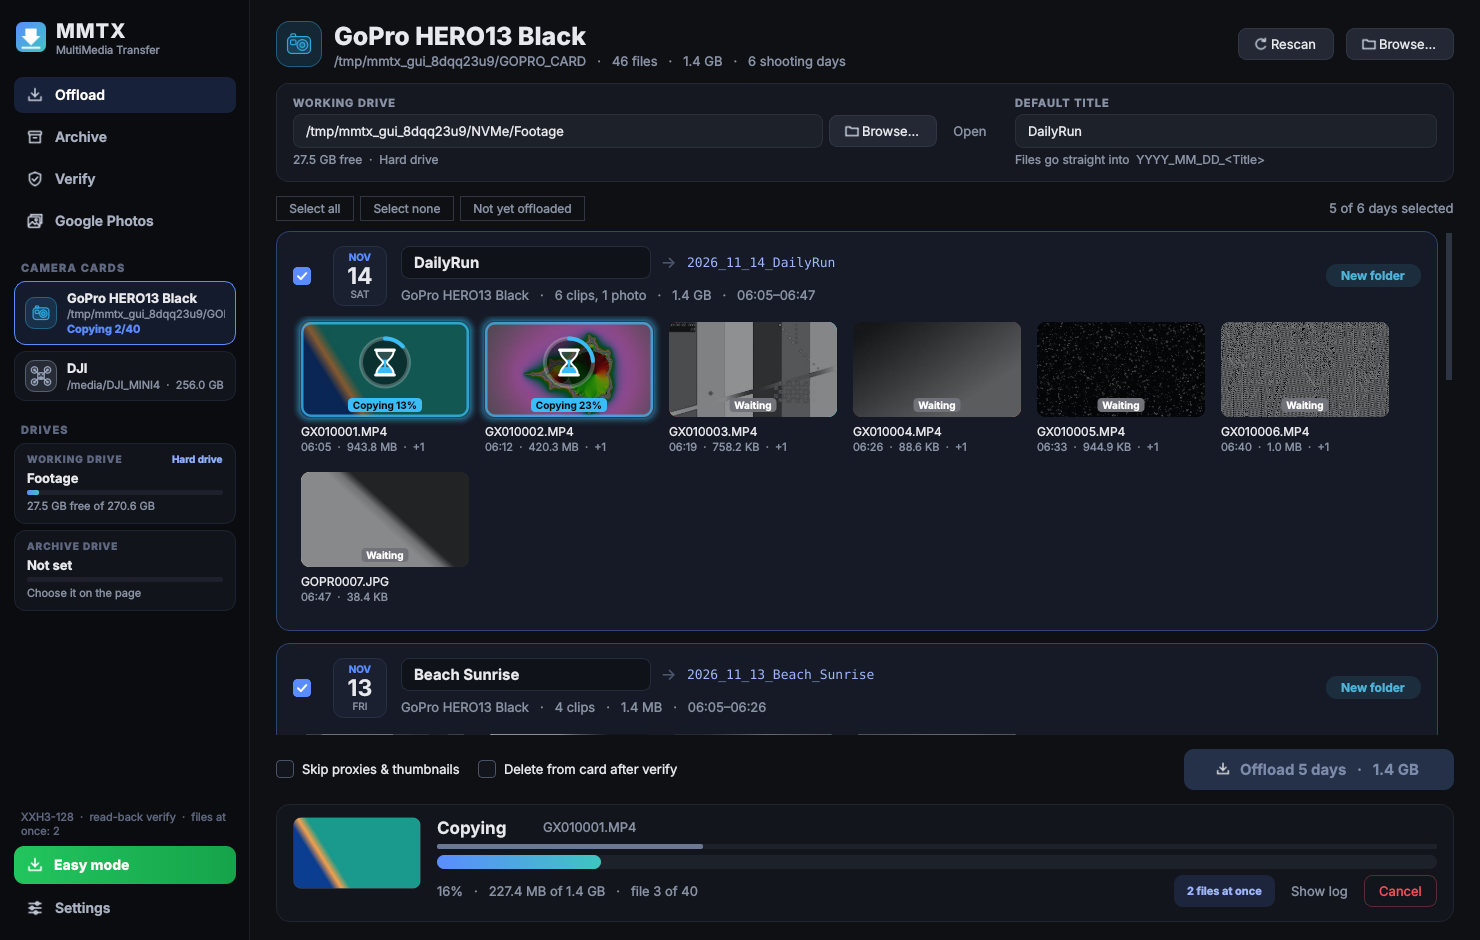 MMTX
MultiMedia Transfer
Offload
Archive
Verify
Google Photos
CAMERA CARDS
GoPro HERO13 Black
/tmp/mmtx_gui_8dqq23u9/GO
Copying 2/40
DJI
/media/DJI_MINI4 · 256.0 GB
DRIVES
WORKING DRIVE Hard drive
Footage
27.5 GB free of 270.6 GB
ARCHIVE DRIVE
Not set
Choose it on the page
XXH3-128 · read-back verify · files at
once: 2
Easy mode
Settings
GoPro HERO13 Black
/tmp/mmtx_gui_8dqq23u9/GOPRO_CARD · 46 files · 1.4 GB · 6 shooting days
Rescan
Browse...
WORKING DRIVE
/tmp/mmtx_gui_8dqq23u9/NVMe/Footage
Browse...
Open
27.5 GB free · Hard drive
DEFAULT TITLE
DailyRun
Files go straight into YYYY_MM_DD_<Title>
Select all
Select none
Not yet offloaded
5 of 6 days selected
NOV
14
SAT
DailyRun
→ 2026_11_14_DailyRun
GoPro HERO13 Black · 6 clips, 1 photo · 1.4 GB · 06:05–06:47
New folder
Copying 13%
GX010001.MP4
06:05 · 943.8 MB · +1
Copying 23%
GX010002.MP4
06:12 · 420.3 MB · +1
Waiting
GX010003.MP4
06:19 · 758.2 KB · +1
Waiting
GX010004.MP4
06:26 · 88.6 KB · +1
Waiting
GX010005.MP4
06:33 · 944.9 KB · +1
Waiting
GX010006.MP4
06:40 · 1.0 MB · +1
Waiting
GOPR0007.JPG
06:47 · 38.4 KB
NOV
13
FRI
Beach Sunrise
→ 2026_11_13_Beach_Sunrise
GoPro HERO13 Black · 4 clips · 1.4 MB · 06:05–06:26
New folder
Skip proxies & thumbnails
Delete from card after verify
Offload 5 days · 1.4 GB
Copying GX010001.MP4
16% · 227.4 MB of 1.4 GB · file 3 of 40
2 files at once
Show log
Cancel